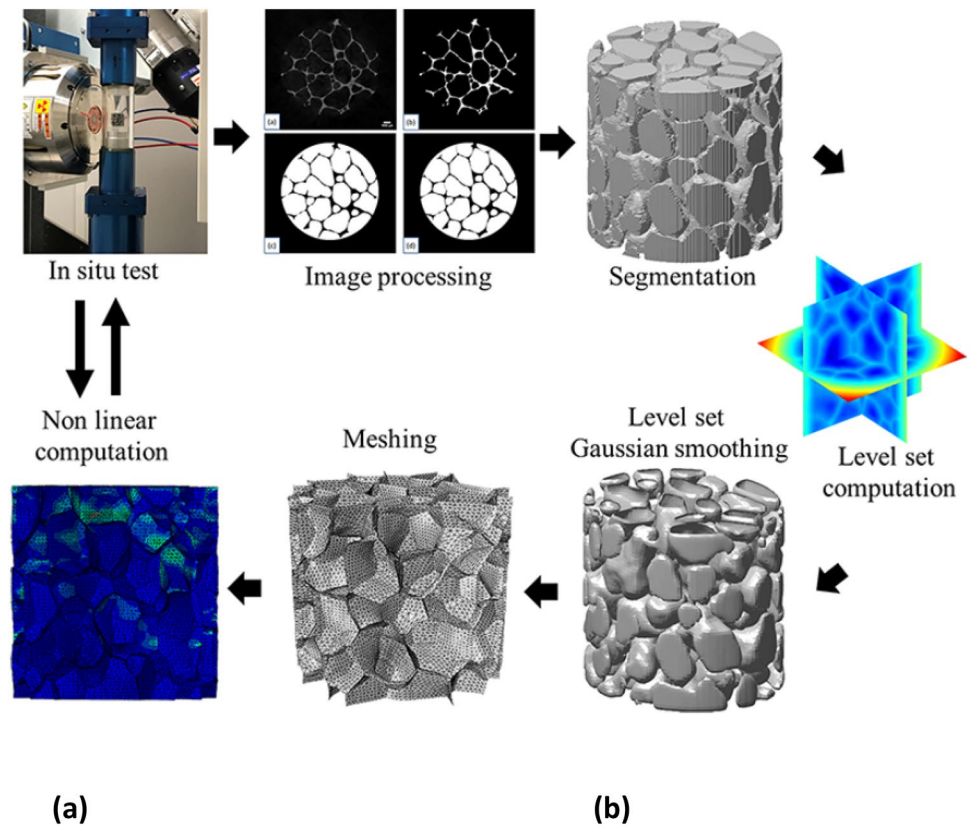 (a)
(b)
(c)
(d)
In situ test
Image processing
Segmentation
Non linear
computation
Meshing
Level set
Gaussian smoothing
Level set
computation
(a)
(b)